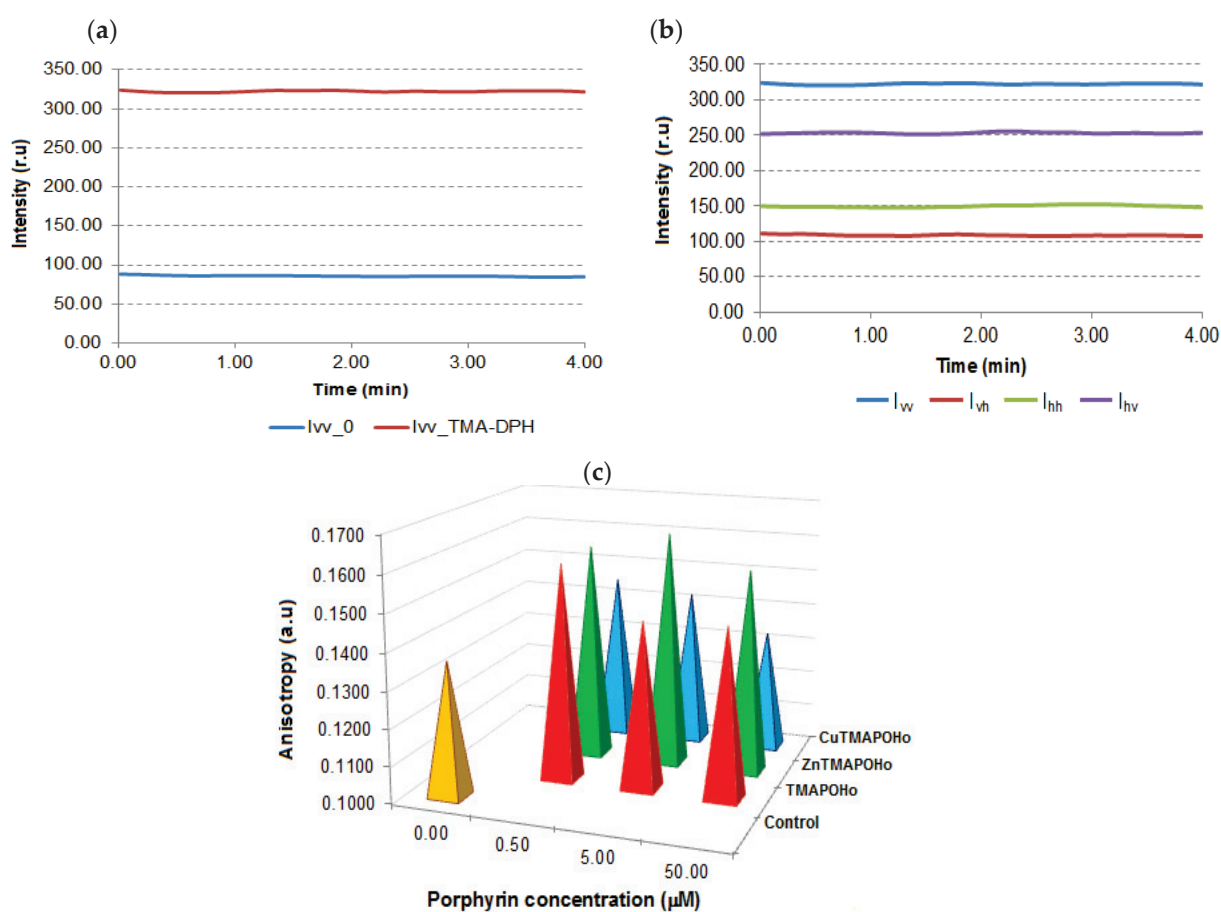 (a)
350.00
300.00
250.00
200.00
150.00
100.00
50.00
0.00
Intensity (r.u)
0.00 1.00 2.00 3.00 4.00
Time (min)
Ivv_0 Ivv_TMA-DPH
(b)
350.00
300.00
250.00
200.00
150.00
100.00
50.00
0.00
Intensity (r.u)
0.00 1.00 2.00 3.00 4.00
Time (min)
Ivv Ivh Ihh Ihv
(c)
0.1700
0.1600
0.1500
0.1400
0.1300
0.1200
0.1100
0.1000
Anisotropy (a.u)
0.00 0.50 5.00 50.00
Porphyrin concentration (µM)
CuTMAPOHo
ZnTMAPOHo
TMAPOHo
Control